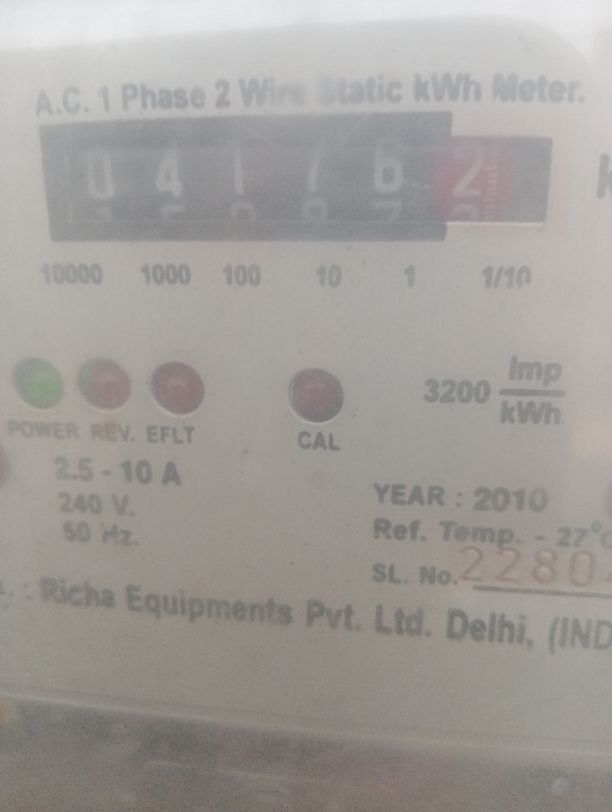 A.C. 1 Phase 2 Wire Static kWh Meter.
0 4 1 7 6 2
k
10000 1000 100 10 1 1/10
3200 Imp/kWh
POWER REV. EFLT CAL
2.5 - 10 A
240 V.
50 Hz.
YEAR : 2010
Ref. Temp. - 27°C
SL. No. 2280
: Richa Equipments Pvt. Ltd. Delhi, (IND